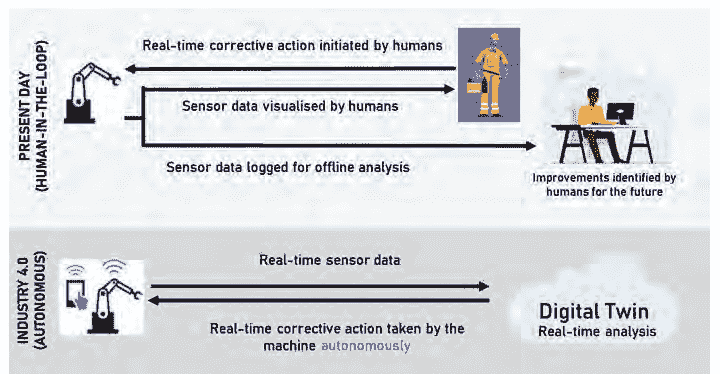 PRESENT DAY
(HUMAN-IN-THE-LOOP)
Real-time corrective action initiated by humans
Sensor data visualised by humans
Sensor data logged for offline analysis
Improvements identified by
humans for the future
INDUSTRY 4.0
(AUTONOMOUS)
Real-time sensor data
Real-time corrective action taken by the
machine autonomously
Digital Twin
Real-time analysis